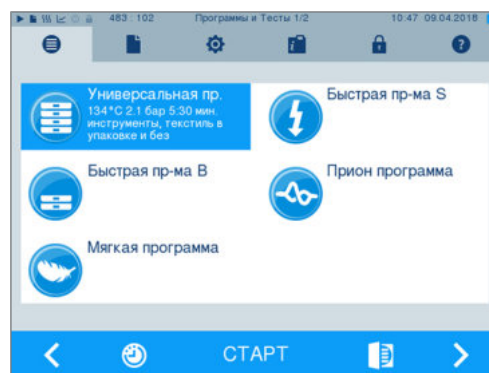 483 : 102 Программы и Тесты 1/2 10:47 09.04.2018
Универсальная пр.
134°C 2.1 бар 5:30 мин.
инструменты, текстиль в
упаковке и без
Быстрая пр-ма S
Быстрая пр-ма B
Прион программа
Мягкая программа
СТАРТ